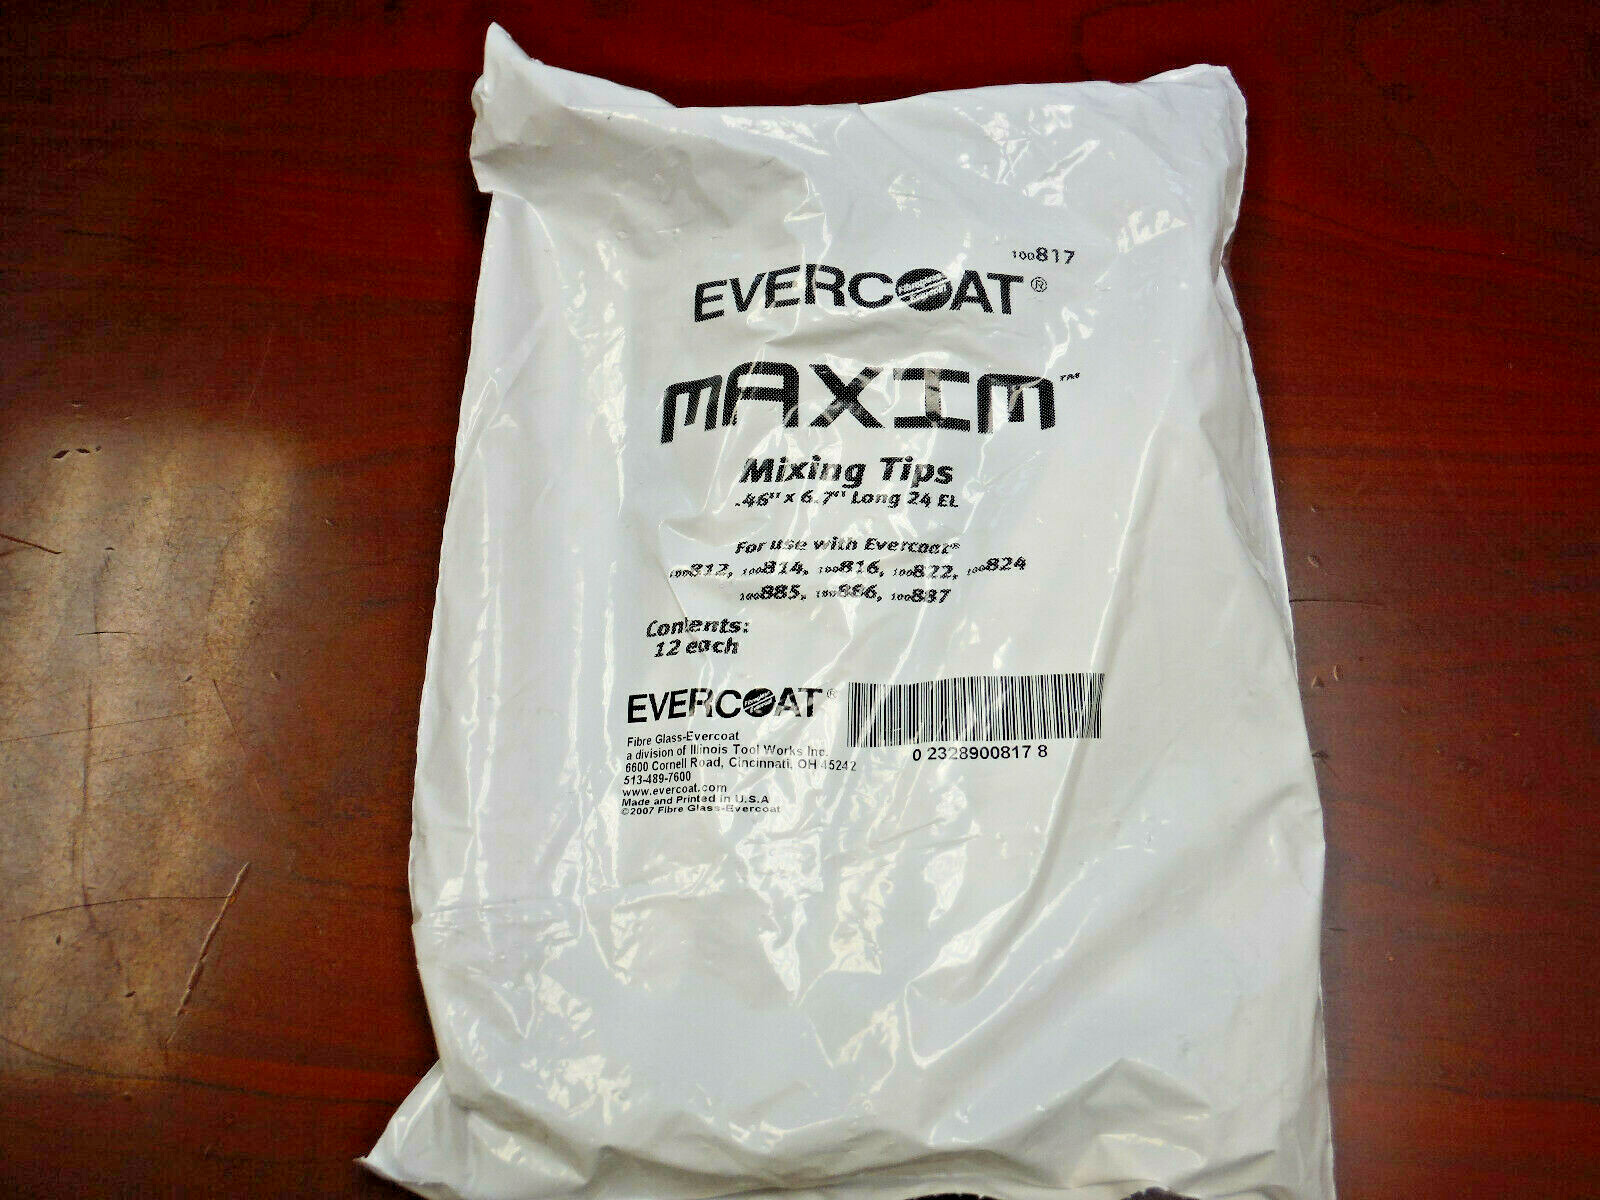 100817
EVERCOAT®
MAXIM™
Mixing Tips
.46" x 6.7" Long 24 EL
For use with Evercoat®
100812, 100814, 100816, 100822, 100824
100885, 100886, 100887
Contents:
12 each
EVERCOAT®
Fibre Glass-Evercoat
a division of Illinois Tool Works Inc.
6600 Cornell Road, Cincinnati, OH 45242
513-489-7600
www.evercoat.com
Made and Printed in U.S.A
©2007 Fibre Glass-Evercoat
0 2328900817 8